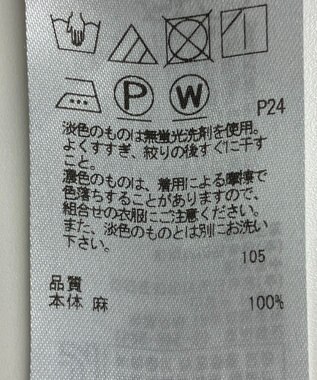 P
W
P24
淡色のものは無蛍光洗剤を使用。
よくすすぎ、絞りの後すぐに干す
こと。
濃色のものは、着用による摩擦で
色落ちすることがありますので、
組合せの衣服にご注意ください。
また、淡色のものとは別にお洗い
下さい。
105
品質
本体 麻 100%